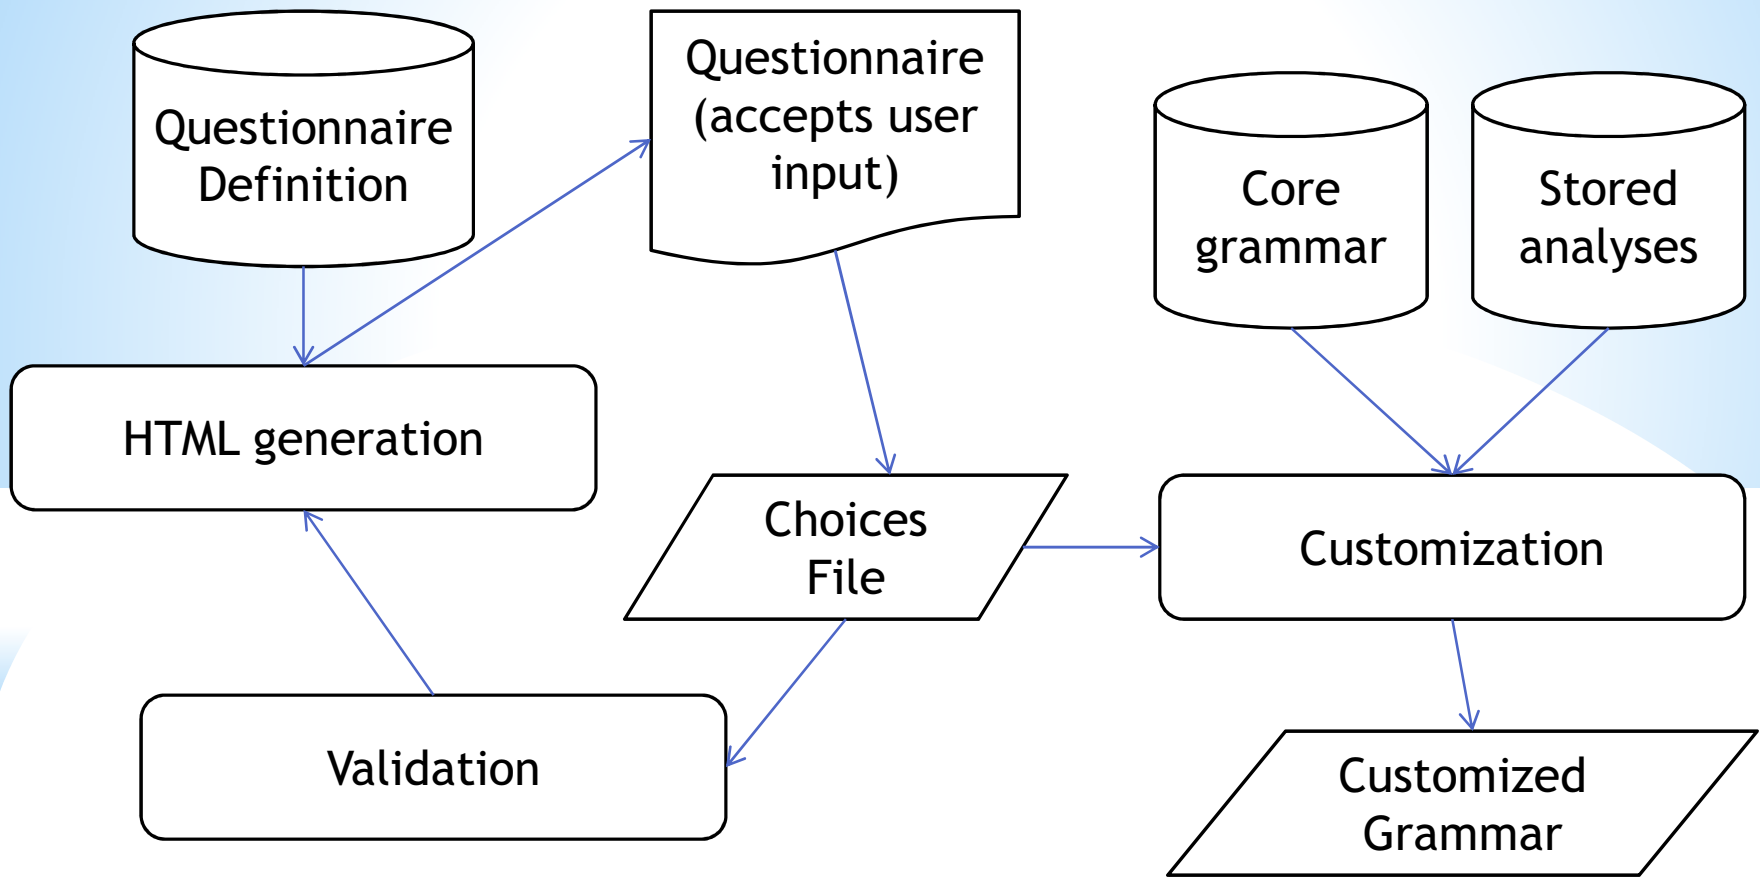 Questionnaire
Definition
Questionnaire
(accepts user
input)
Core
grammar
Stored
analyses
HTML generation
Choices
File
Customization
Validation
Customized
Grammar